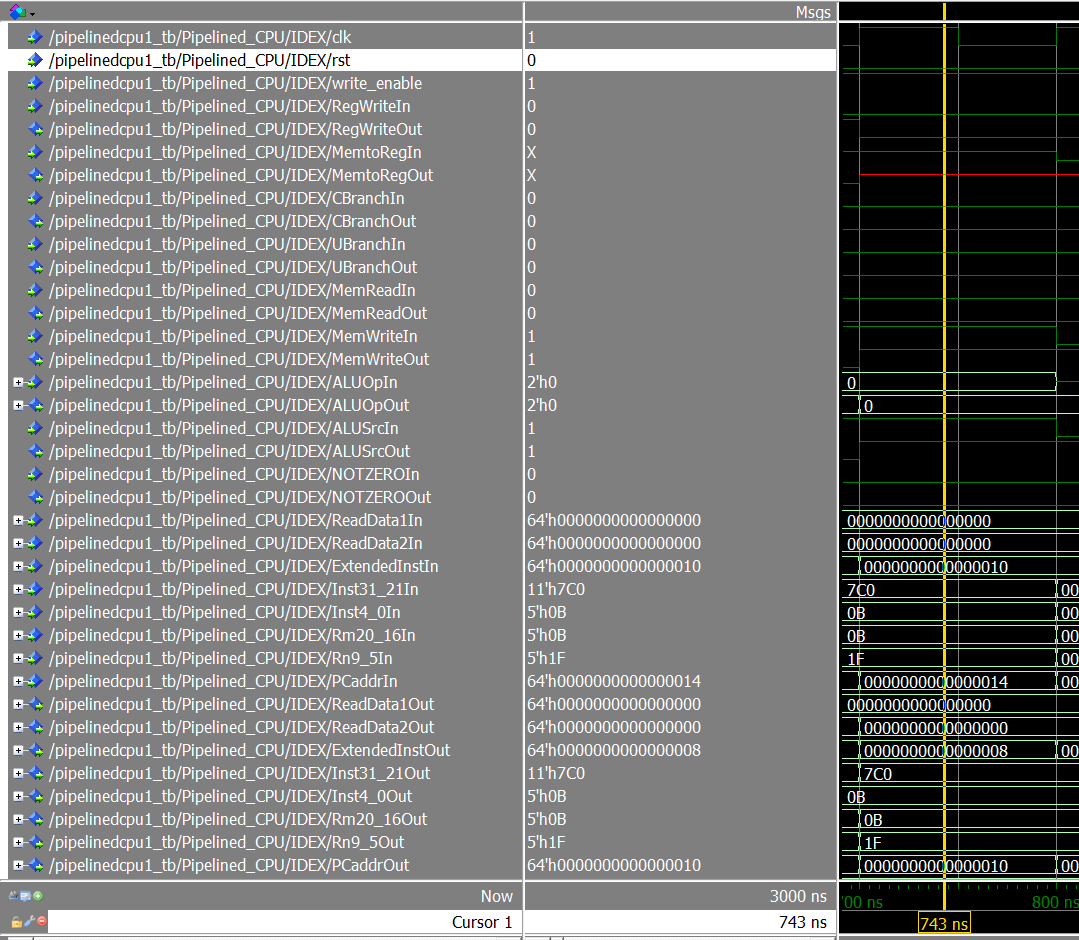 Msgs
/pipelinedcpu1_tb/Pipelined_CPU/IDEX/clk 1
/pipelinedcpu1_tb/Pipelined_CPU/IDEX/rst 0
/pipelinedcpu1_tb/Pipelined_CPU/IDEX/write_enable 1
/pipelinedcpu1_tb/Pipelined_CPU/IDEX/RegWriteIn 0
/pipelinedcpu1_tb/Pipelined_CPU/IDEX/RegWriteOut 0
/pipelinedcpu1_tb/Pipelined_CPU/IDEX/MemtoRegIn X
/pipelinedcpu1_tb/Pipelined_CPU/IDEX/MemtoRegOut X
/pipelinedcpu1_tb/Pipelined_CPU/IDEX/CBranchIn 0
/pipelinedcpu1_tb/Pipelined_CPU/IDEX/CBranchOut 0
/pipelinedcpu1_tb/Pipelined_CPU/IDEX/UBranchIn 0
/pipelinedcpu1_tb/Pipelined_CPU/IDEX/UBranchOut 0
/pipelinedcpu1_tb/Pipelined_CPU/IDEX/MemReadIn 0
/pipelinedcpu1_tb/Pipelined_CPU/IDEX/MemReadOut 0
/pipelinedcpu1_tb/Pipelined_CPU/IDEX/MemWriteIn 1
/pipelinedcpu1_tb/Pipelined_CPU/IDEX/MemWriteOut 1
/pipelinedcpu1_tb/Pipelined_CPU/IDEX/ALUOpIn 2'h0 0
/pipelinedcpu1_tb/Pipelined_CPU/IDEX/ALUOpOut 2'h0 0
/pipelinedcpu1_tb/Pipelined_CPU/IDEX/ALUSrcIn 1
/pipelinedcpu1_tb/Pipelined_CPU/IDEX/ALUSrcOut 1
/pipelinedcpu1_tb/Pipelined_CPU/IDEX/NOTZEROIn 0
/pipelinedcpu1_tb/Pipelined_CPU/IDEX/NOTZEROOut 0
/pipelinedcpu1_tb/Pipelined_CPU/IDEX/ReadData1In 64'h0000000000000000 0000000000000000
/pipelinedcpu1_tb/Pipelined_CPU/IDEX/ReadData2In 64'h0000000000000000 0000000000000000
/pipelinedcpu1_tb/Pipelined_CPU/IDEX/ExtendedInstIn 64'h0000000000000010 0000000000000010
/pipelinedcpu1_tb/Pipelined_CPU/IDEX/Inst31_21In 11'h7C0 7C0 00
/pipelinedcpu1_tb/Pipelined_CPU/IDEX/Inst4_0In 5'h0B 0B 00
/pipelinedcpu1_tb/Pipelined_CPU/IDEX/Rm20_16In 5'h0B 0B 00
/pipelinedcpu1_tb/Pipelined_CPU/IDEX/Rn9_5In 5'h1F 1F 00
/pipelinedcpu1_tb/Pipelined_CPU/IDEX/PCaddrIn 64'h0000000000000014 0000000000000014 00
/pipelinedcpu1_tb/Pipelined_CPU/IDEX/ReadData1Out 64'h0000000000000000 0000000000000000
/pipelinedcpu1_tb/Pipelined_CPU/IDEX/ReadData2Out 64'h0000000000000000 0000000000000000
/pipelinedcpu1_tb/Pipelined_CPU/IDEX/ExtendedInstOut 64'h0000000000000008 0000000000000008 00
/pipelinedcpu1_tb/Pipelined_CPU/IDEX/Inst31_21Out 11'h7C0 7C0
/pipelinedcpu1_tb/Pipelined_CPU/IDEX/Inst4_0Out 5'h0B 0B
/pipelinedcpu1_tb/Pipelined_CPU/IDEX/Rm20_16Out 5'h0B 0B
/pipelinedcpu1_tb/Pipelined_CPU/IDEX/Rn9_5Out 5'h1F 1F
/pipelinedcpu1_tb/Pipelined_CPU/IDEX/PCaddrOut 64'h0000000000000010 0000000000000010 00
Now 3000 ns 00 ns 800 ns
Cursor 1 743 ns 743 ns